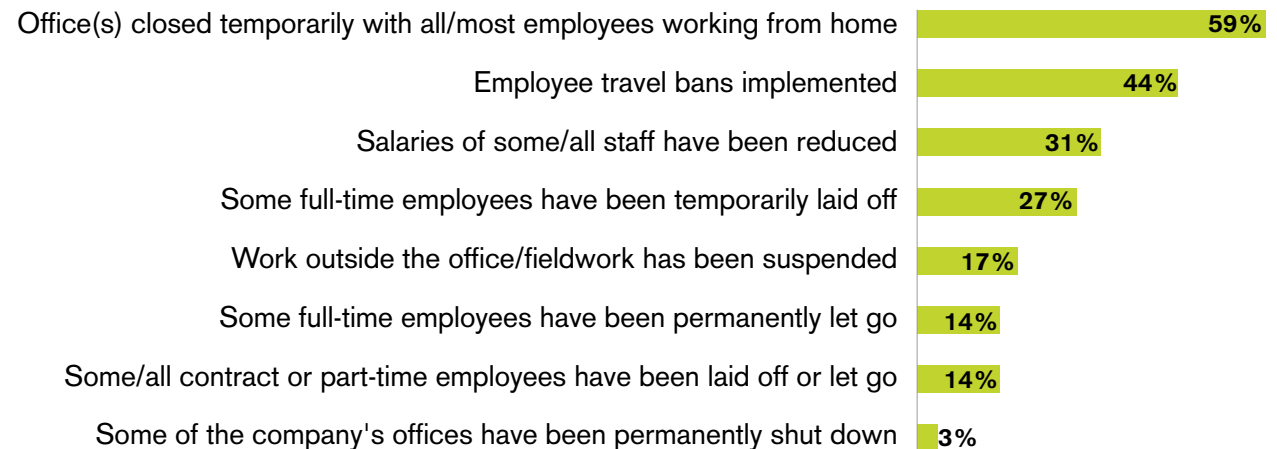 Office(s) closed temporarily with all/most employees working from home 59%
Employee travel bans implemented 44%
Salaries of some/all staff have been reduced 31%
Some full-time employees have been temporarily laid off 27%
Work outside the office/fieldwork has been suspended 17%
Some full-time employees have been permanently let go 14%
Some/all contract or part-time employees have been laid off or let go 14%
Some of the company's offices have been permanently shut down 3%